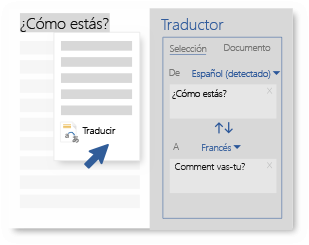 ¿Cómo estás?
Traducir
Traductor
Selección Documento
De Español (detectado)
¿Cómo estás? X
A Francés
Comment vas-tu? X